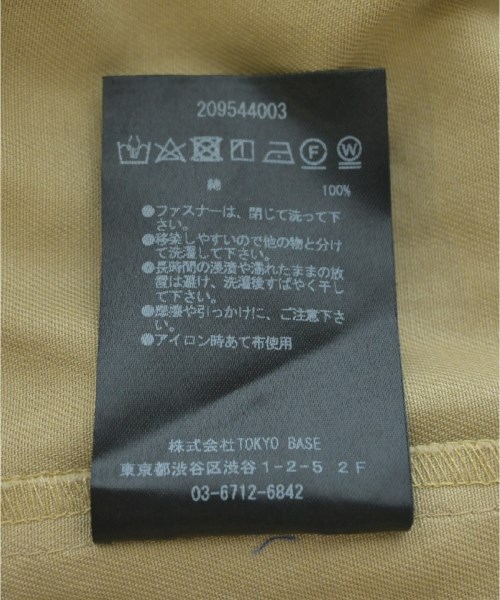 209544003
F W
綿 100%
●ファスナーは、閉じて洗って下
さい。
●移染しやすいので他の物と分け
て洗濯して下さい。
●長時間の浸漬や濡れたままの放
置は避け、洗濯後すばやく干し
て下さい。
●摩擦や引っかけに、ご注意下さ
い。
●アイロン時あて布使用
株式会社TOKYO BASE
東京都渋谷区渋谷1-2-5 2F
03-6712-6842